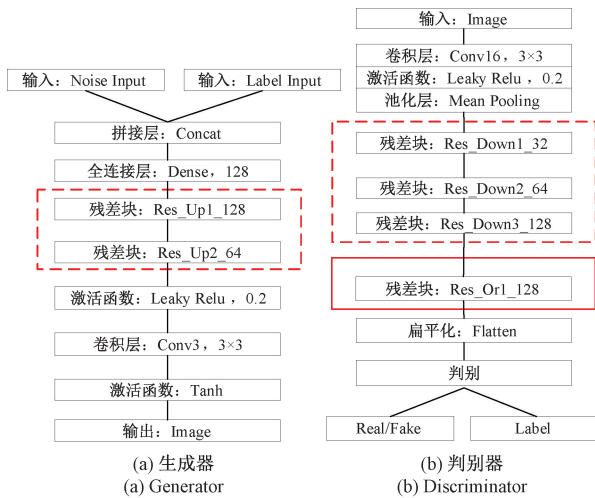 输入：Noise Input
输入：Label Input
拼接层：Concat
全连接层：Dense，128
残差块：Res_Up1_128
残差块：Res_Up2_64
激活函数：Leaky Relu ，0.2
卷积层：Conv3，3×3
激活函数：Tanh
输出：Image
(a) 生成器
(a) Generator
输入：Image
卷积层：Conv16，3×3
激活函数：Leaky Relu，0.2
池化层：Mean Pooling
残差块：Res_Down1_32
残差块：Res_Down2_64
残差块：Res_Down3_128
残差块：Res_Or1_128
扁平化：Flatten
判别
Real/Fake
Label
(b) 判别器
(b) Discriminator